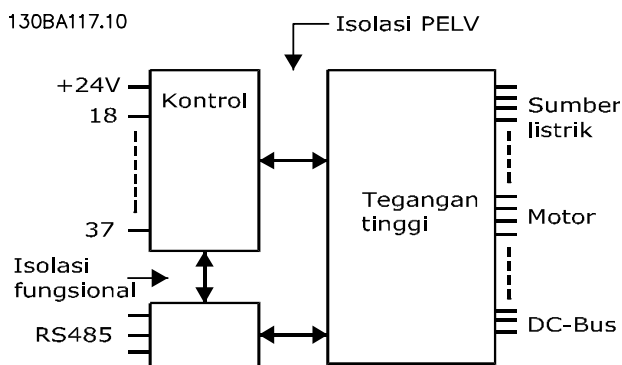 130BA117.10
Isolasi PELV
+24V
Kontrol
18
Sumber
listrik
Tegangan
tinggi
Motor
37
Isolasi
fungsional
RS485
DC-Bus